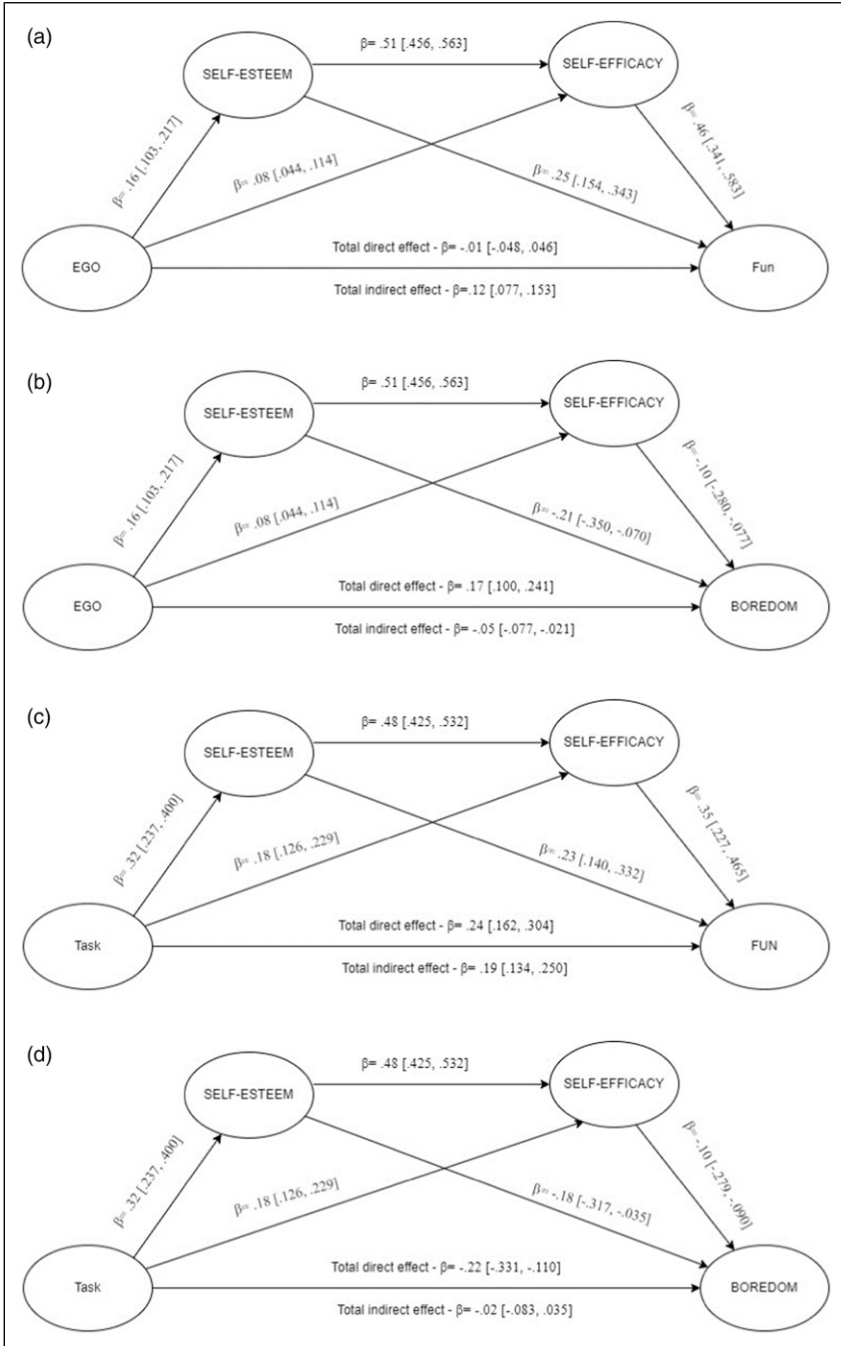 (a)
β= .51 [.456, .563]
SELF-ESTEEM
SELF-EFFICACY
β= .16 [.103, .217]
β= .08 [.044, .114]
β= .25 [.154, .343]
β= .46 [.341, .583]
Total direct effect - β= -.01 [-.048, .046]
EGO
Fun
Total indirect effect - β=.12 [.077, .153]
(b)
β= .51 [.456, .563]
SELF-ESTEEM
SELF-EFFICACY
β= .16 [.103, .217]
β= .08 [.044, .114]
β= -.21 [-.350, -.070]
β= -.10 [-.280, -.077]
Total direct effect - β= .17 [.100, .241]
EGO
BOREDOM
Total indirect effect - β= -.05 [-.077, -.021]
(c)
β= .48 [.425, .532]
SELF-ESTEEM
SELF-EFFICACY
β= .32 [.237, .400]
β= .18 [.126, .229]
β= .23 [.140, .332]
β= .35 [.227, .465]
Total direct effect - β= .24 [.162, .304]
Task
FUN
Total indirect effect - β= .19 [.134, .250]
(d)
β= .48 [.425, .532]
SELF-ESTEEM
SELF-EFFICACY
β= .32 [.237, .400]
β= .18 [.126, .229]
β= -.18 [-.317, -.035]
β= -.10 [-.279, -.090]
Total direct effect - β= -.22 [-.331, -.110]
Task
BOREDOM
Total indirect effect - β= -.02 [-.083, .035]